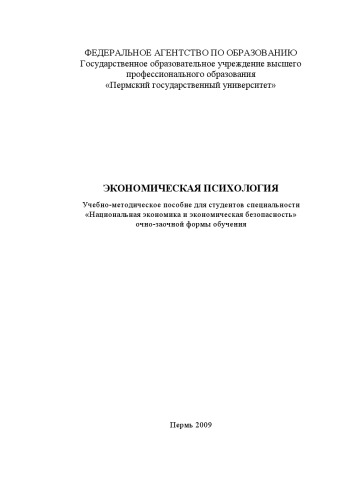 ФЕДЕРАЛЬНОЕ АГЕНТСТВО ПО ОБРАЗОВАНИЮ
Государственное образовательное учреждение высшего
профессионального образования
«Пермский государственный университет»
ЭКОНОМИЧЕСКАЯ ПСИХОЛОГИЯ
Учебно-методическое пособие для студентов специальности
«Национальная экономика и экономическая безопасность»
очно-заочной формы обучения
Пермь 2009